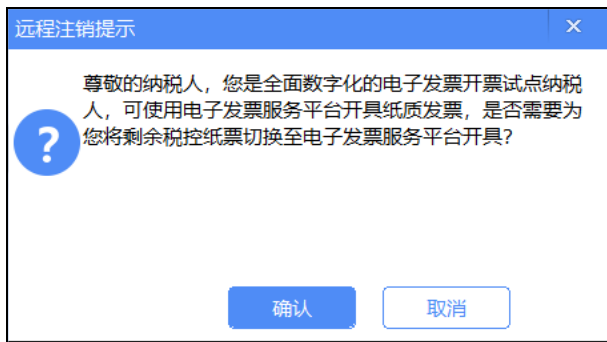 远程注销提示
尊敬的纳税人，您是全面数字化的电子发票开票试点纳税
人，可使用电子发票服务平台开具纸质发票，是否需要为
您将剩余税控纸票切换至电子发票服务平台开具？
确认
取消